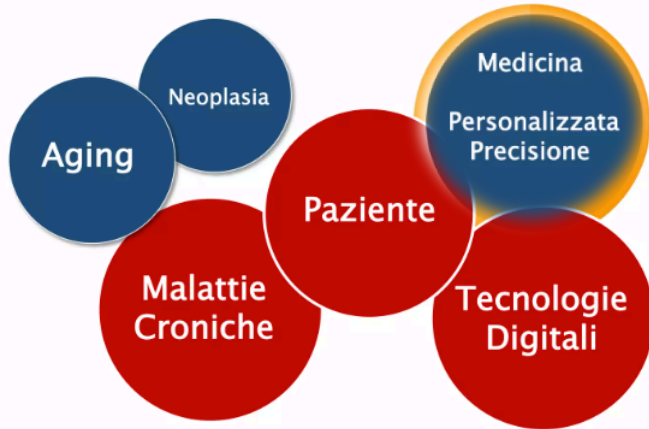 Neoplasia
Aging
Medicina
Personalizzata
Precisione
Paziente
Malattie
Croniche
Tecnologie
Digitali